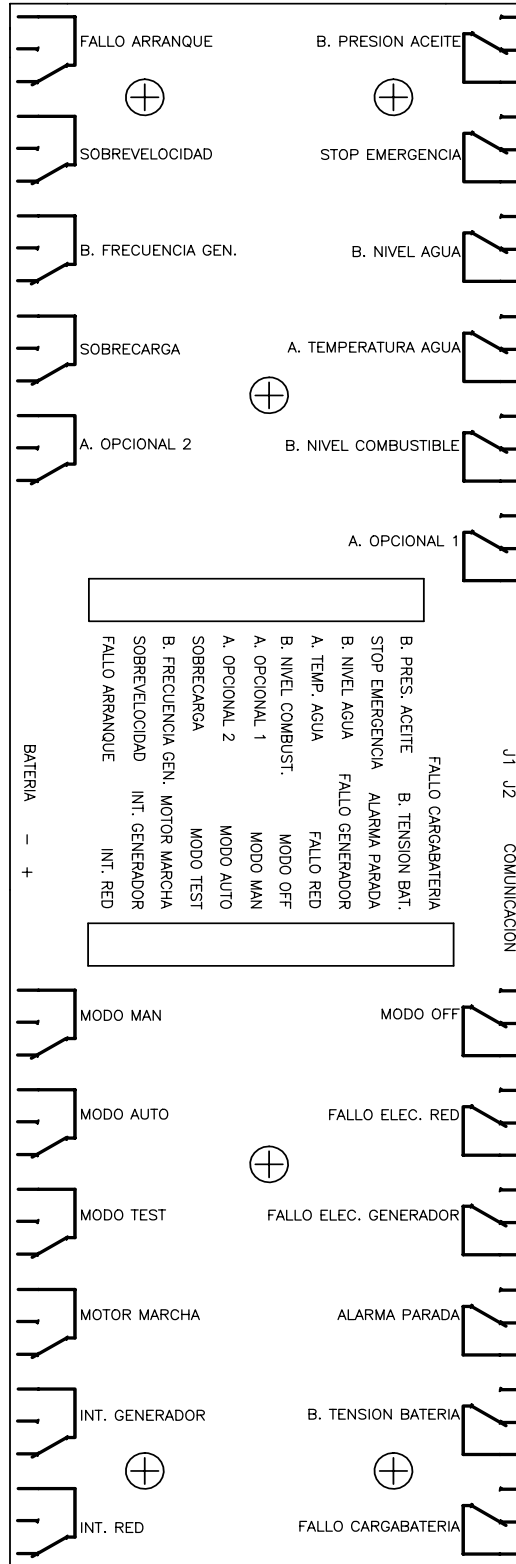 FALLO ARRANQUE
B. PRESION ACEITE
SOBREVELOCIDAD
STOP EMERGENCIA
B. FRECUENCIA GEN.
B. NIVEL AGUA
SOBRECARGA
A. TEMPERATURA AGUA
A. OPCIONAL 2
B. NIVEL COMBUSTIBLE
A. OPCIONAL 1
J1 J2 COMUNICACION
FALLO CARGABATERIA
B. PRES. ACEITE B. TENSION BAT.
STOP EMERGENCIA ALARMA PARADA
B. NIVEL AGUA FALLO GENERADOR
A. TEMP. AGUA FALLO RED
B. NIVEL COMBUST. MODO OFF
A. OPCIONAL 1 MODO MAN
A. OPCIONAL 2 MODO AUTO
SOBRECARGA MODO TEST
B. FRECUENCIA GEN. MOTOR MARCHA
SOBREVELOCIDAD INT. GENERADOR
FALLO ARRANQUE INT. RED
BATERIA - +
MODO MAN
MODO OFF
MODO AUTO
FALLO ELEC. RED
MODO TEST
FALLO ELEC. GENERADOR
MOTOR MARCHA
ALARMA PARADA
INT. GENERADOR
B. TENSION BATERIA
INT. RED
FALLO CARGABATERIA